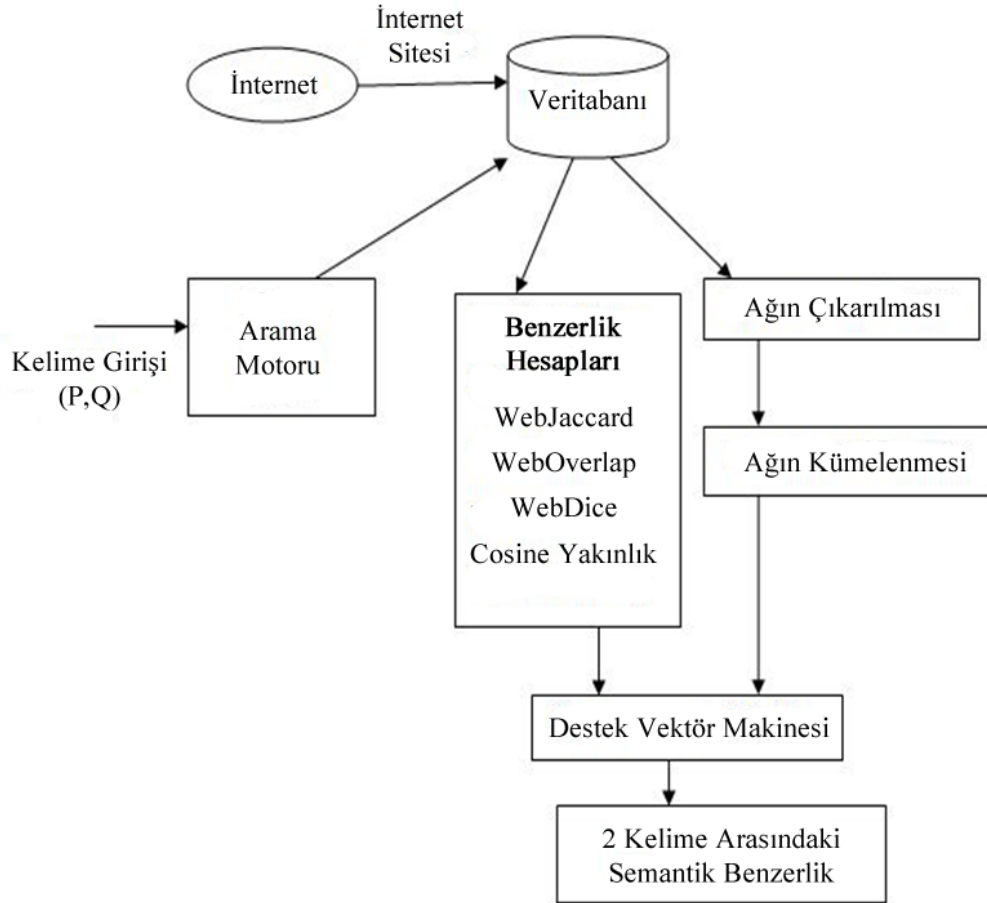 İnternet
Sitesi
İnternet
Veritabanı
Kelime Girişi
(P,Q)
Arama
Motoru
Benzerlik
Hesapları
WebJaccard
WebOverlap
WebDice
Cosine Yakınlık
Ağın Çıkarılması
Ağın Kümelenmesi
Destek Vektör Makinesi
2 Kelime Arasındaki
Semantik Benzerlik